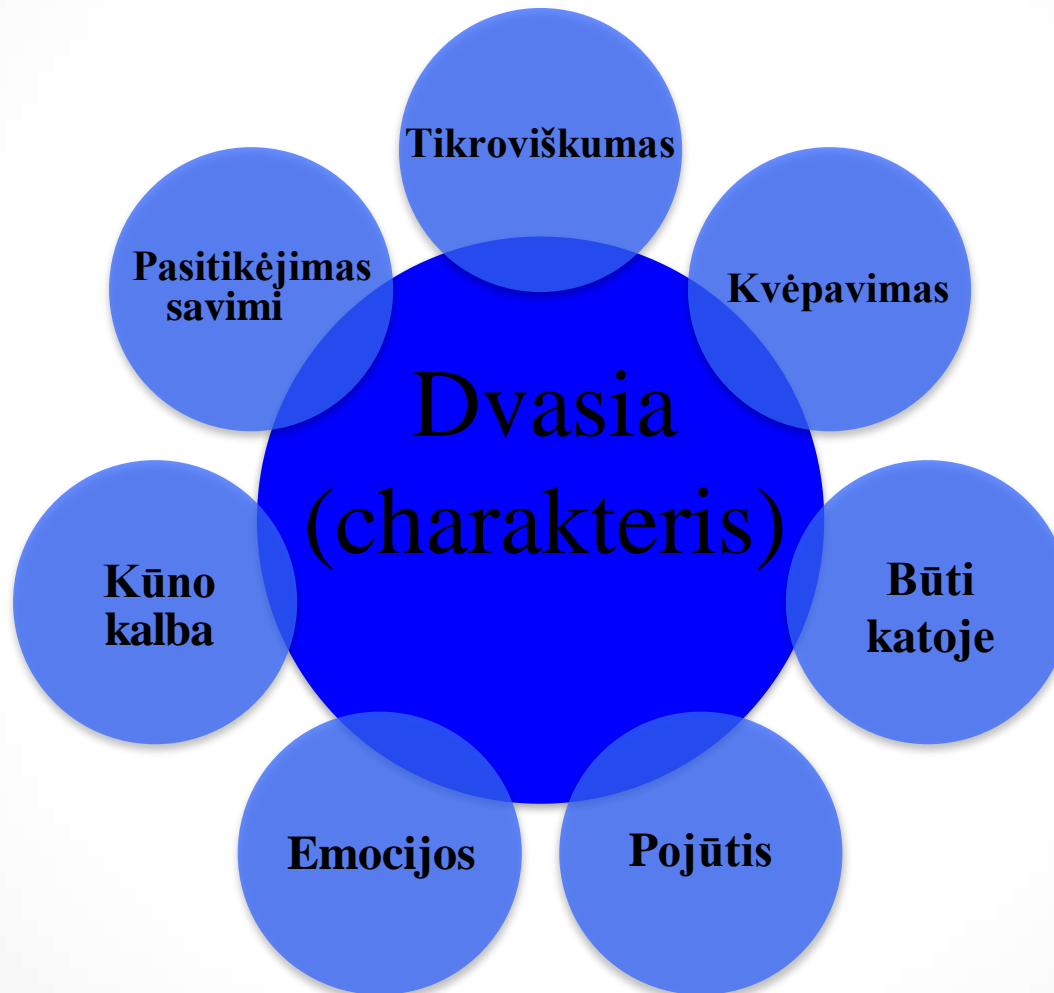 Tikroviškumas
Pasitikėjimas
savimi
Kvėpavimas
Dvasia
(charakteris)
Kūno
kalba
Būti
katoje
Emocijos
Pojūtis